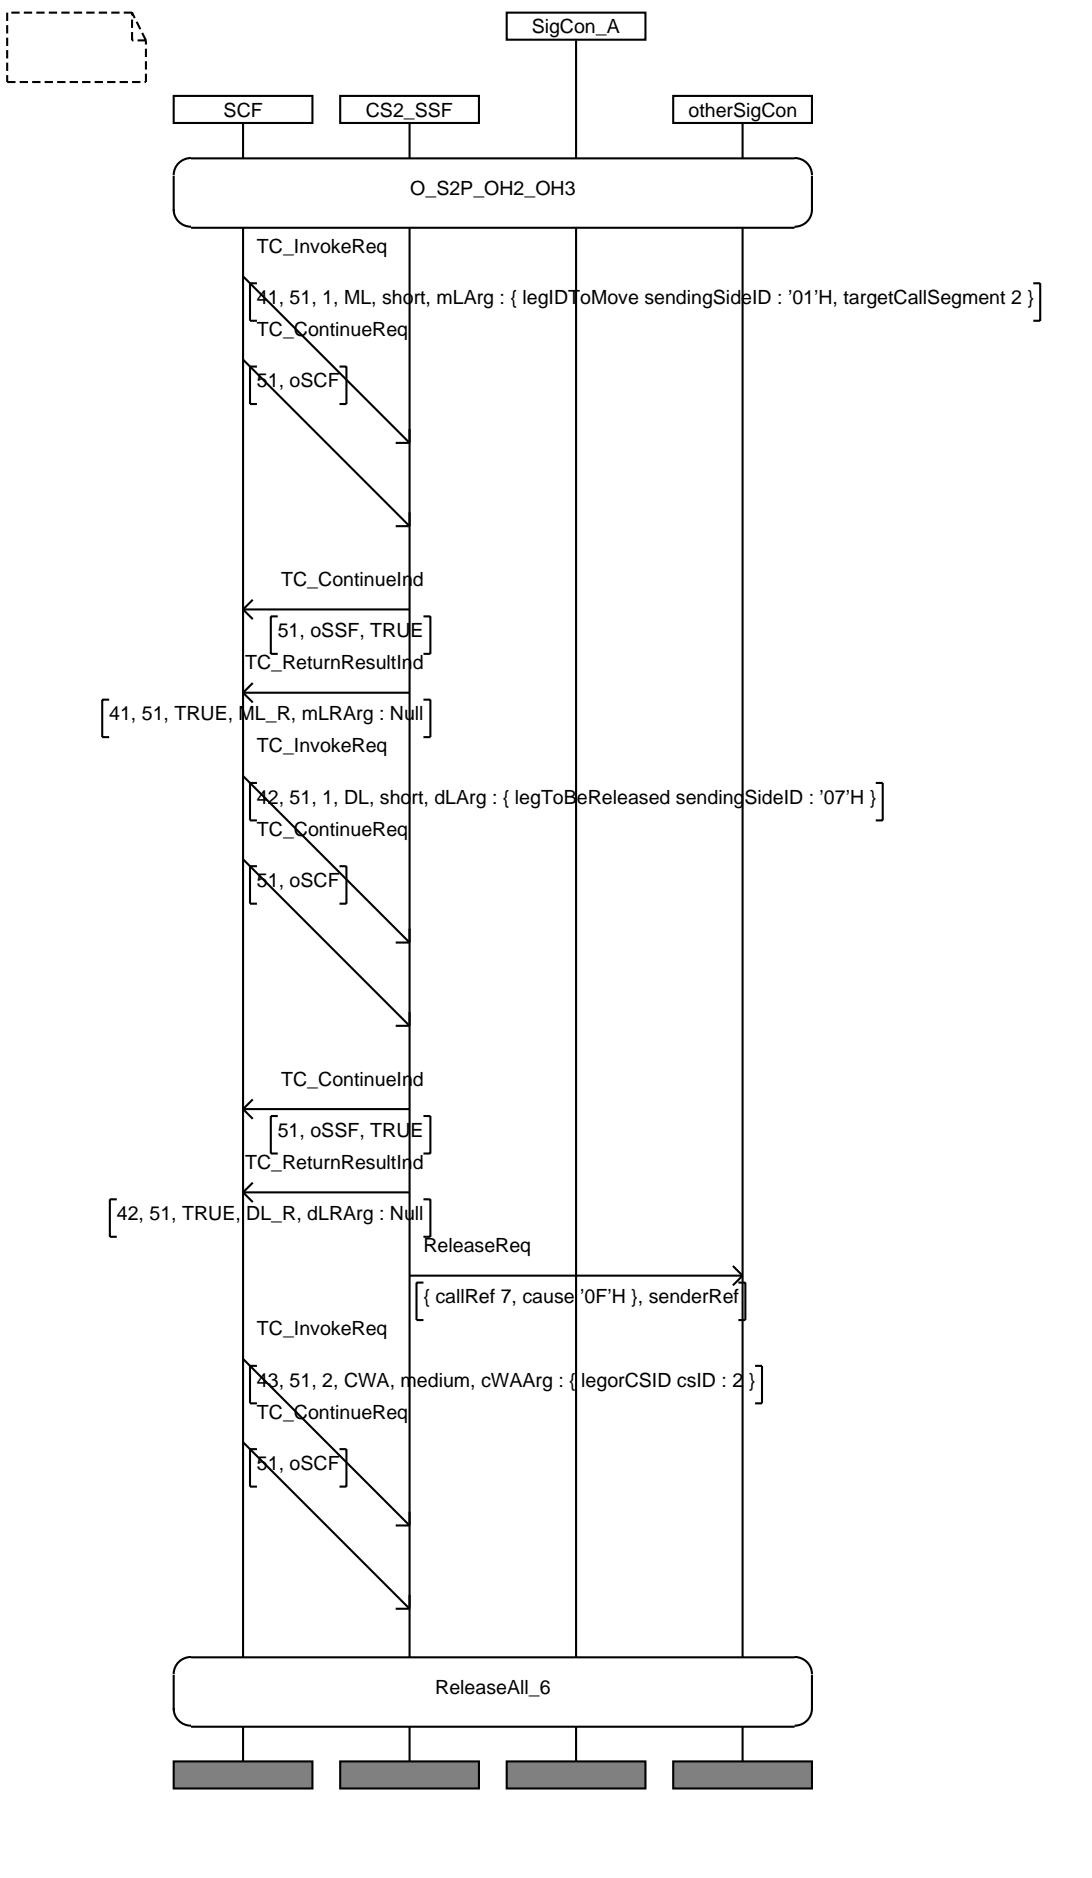 SigCon_A
SCF
CS2_SSF
otherSigCon
O_S2P_OH2_OH3
TC_InvokeReq
41, 51, 1, ML, short, mLArg : { legIDToMove sendingSideID : '01'H, targetCallSegment 2 }
TC_ContinueReq
51, oSCF
TC_ContinueInd
51, oSSF, TRUE
TC_ReturnResultInd
41, 51, TRUE, ML_R, mLRArg : Null
TC_InvokeReq
42, 51, 1, DL, short, dLArg : { legToBeReleased sendingSideID : '07'H }
TC_ContinueReq
51, oSCF
TC_ContinueInd
51, oSSF, TRUE
TC_ReturnResultInd
42, 51, TRUE, DL_R, dLRArg : Null
ReleaseReq
{ callRef 7, cause '0F'H }, senderRef
TC_InvokeReq
43, 51, 2, CWA, medium, cWAArg : { legorCSID csID : 2 }
TC_ContinueReq
51, oSCF
ReleaseAll_6